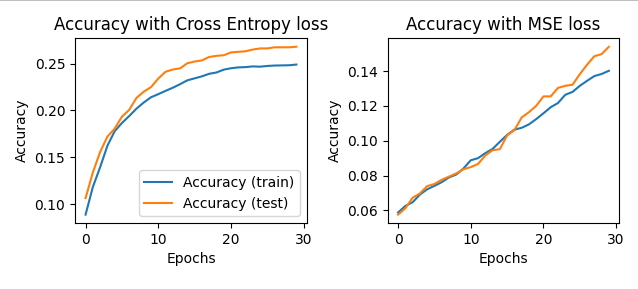 Accuracy with Cross Entropy loss
Accuracy
0.25
0.20
0.15
0.10
Accuracy (train)
Accuracy (test)
0
10
20
30
Epochs
Accuracy with MSE loss
Accuracy
0.14
0.12
0.10
0.08
0.06
0
10
20
30
Epochs